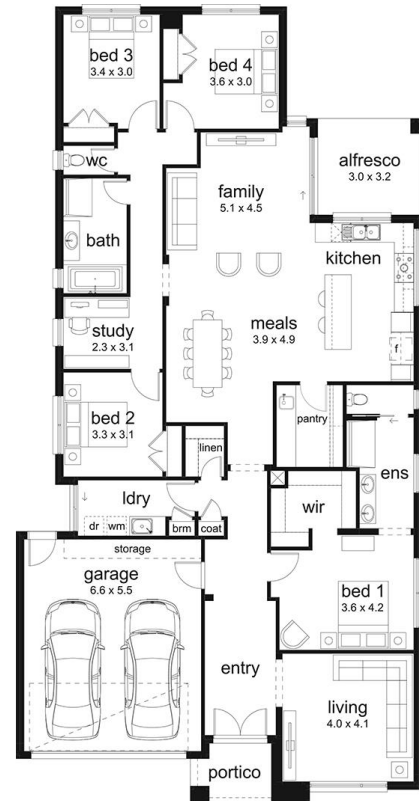 bed 3
3.4 x 3.0
bed 4
3.6 x 3.0
wc
alfresco
3.0 x 3.2
family
5.1 x 4.5
bath
kitchen
study
2.3 x 3.1
meals
3.9 x 4.9
f
bed 2
3.3 x 3.1
pantry
linen
ens
ldry
wir
dr wm
brm
coat
storage
garage
6.6 x 5.5
bed 1
3.6 x 4.2
entry
living
4.0 x 4.1
portico